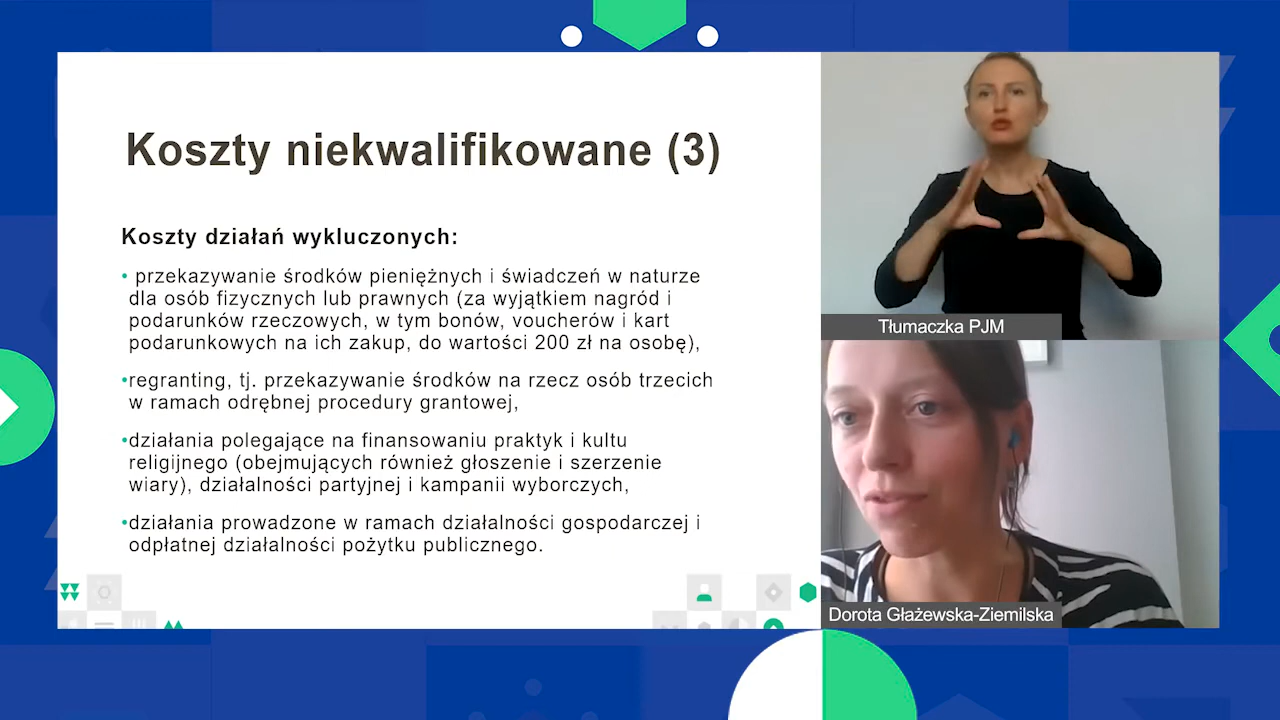 Koszty niekwalifikowane (3)
Koszty działań wykluczonych:
• przekazywanie środków pieniężnych i świadczeń w naturze
dla osób fizycznych lub prawnych (za wyjątkiem nagród i
podarunków rzeczowych, w tym bonów, voucherów i kart
podarunkowych na ich zakup, do wartości 200 zł na osobę),
•regranting, tj. przekazywanie środków na rzecz osób trzecich
w ramach odrębnej procedury grantowej,
•działania polegające na finansowaniu praktyk i kultu
religijnego (obejmujących również głoszenie i szerzenie
wiary), działalności partyjnej i kampanii wyborczych,
•działania prowadzone w ramach działalności gospodarczej i
odpłatnej działalności pożytku publicznego.
Tłumaczka PJM
Dorota Głażewska-Ziemilska